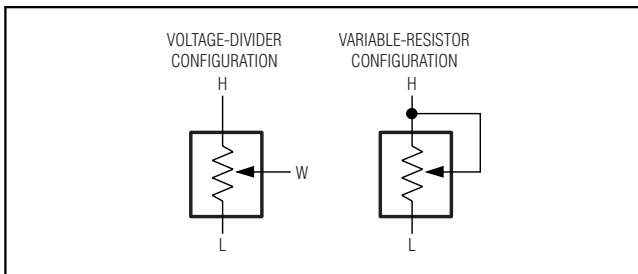 VOLTAGE-DIVIDER
CONFIGURATION
H
W
L
VARIABLE-RESISTOR
CONFIGURATION
H
L